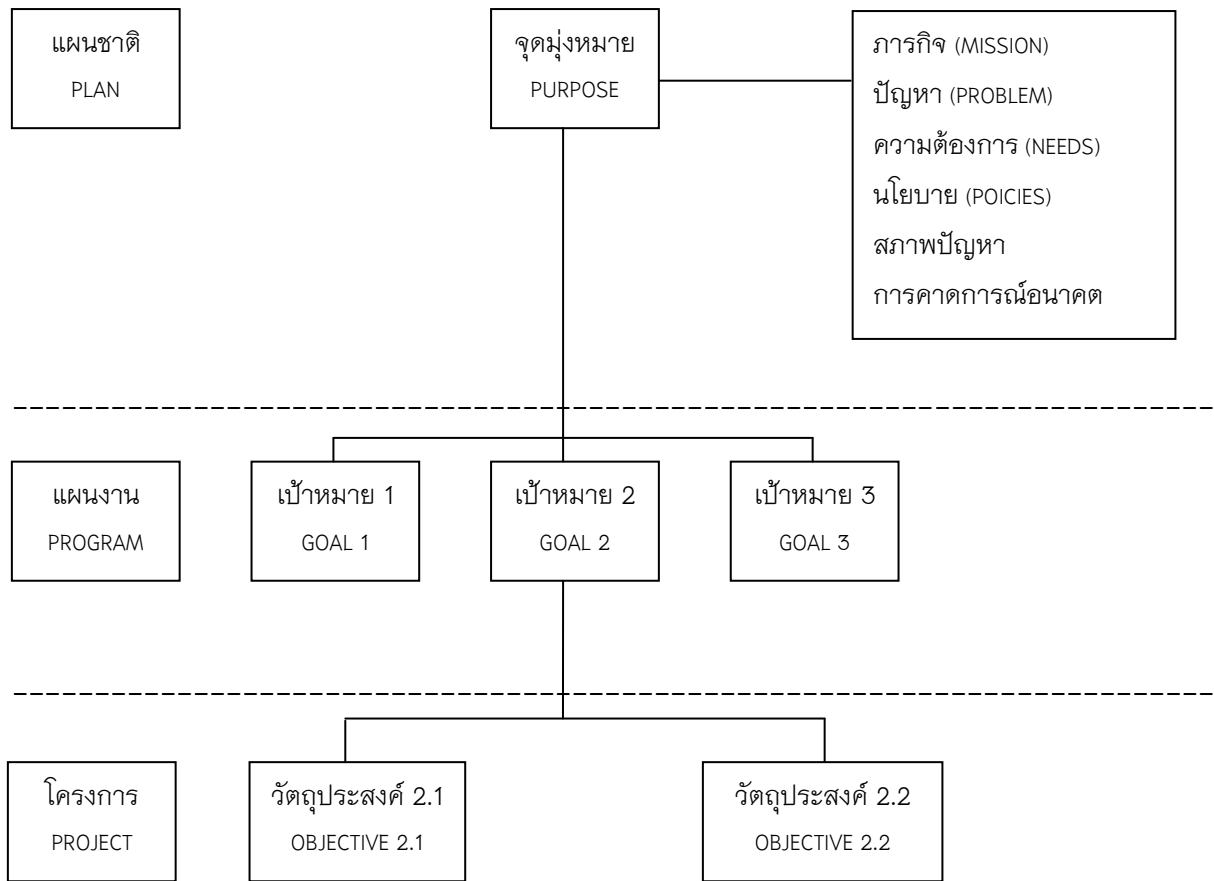 แผนชาติ
PLAN
จุดมุ่งหมาย
PURPOSE
ภารกิจ (MISSION)
ปัญหา (PROBLEM)
ความต้องการ (NEEDS)
นโยบาย (POICIES)
สภาพปัญหา
การคาดการณ์อนาคต
แผนงาน
PROGRAM
เป้าหมาย 1
GOAL 1
เป้าหมาย 2
GOAL 2
เป้าหมาย 3
GOAL 3
โครงการ
PROJECT
วัตถุประสงค์ 2.1
OBJECTIVE 2.1
วัตถุประสงค์ 2.2
OBJECTIVE 2.2